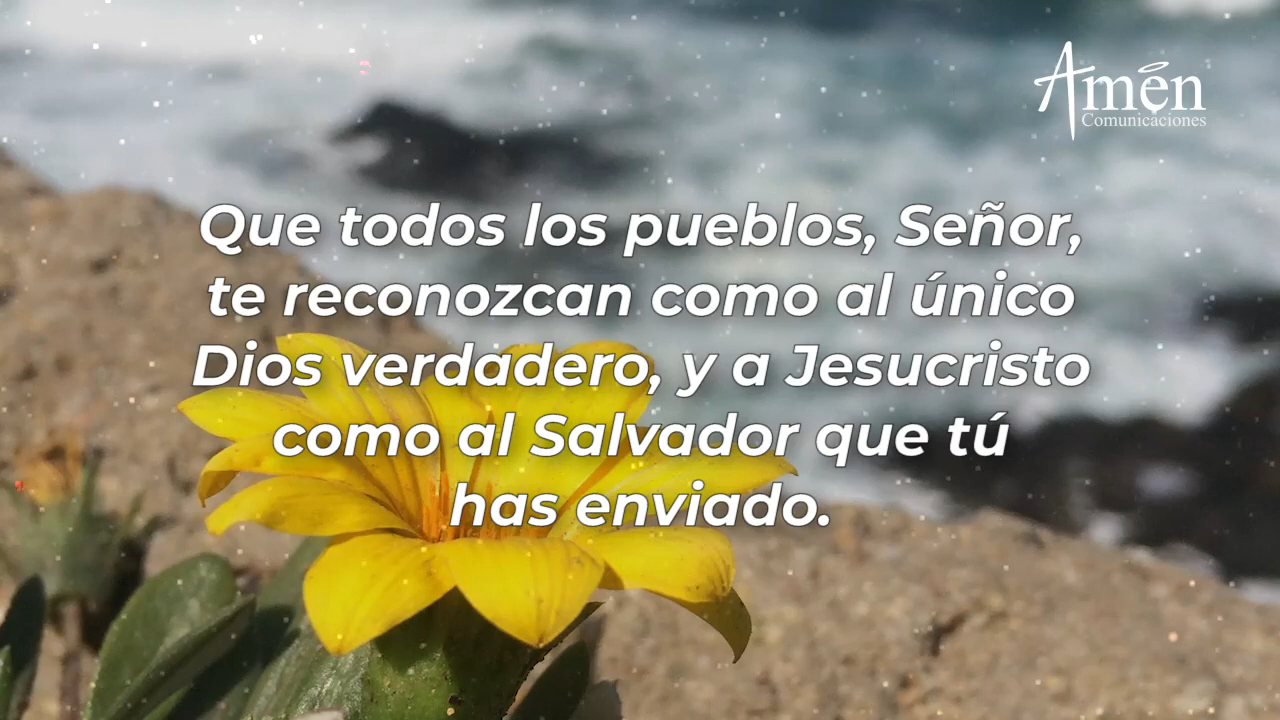 Amén
Comunicaciones
Que todos los pueblos, Señor,
te reconozcan como al único
Dios verdadero, y a Jesucristo
como al Salvador que tú
has enviado.